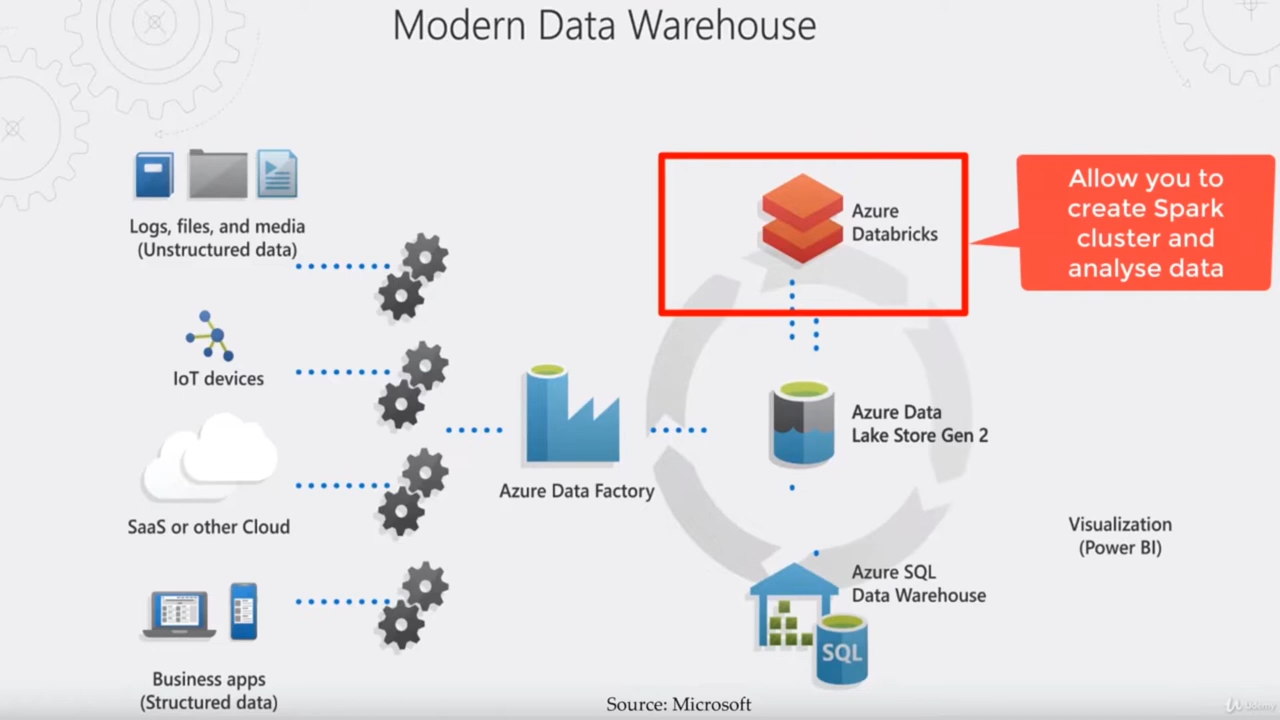 Modern Data Warehouse
Logs, files, and media
(Unstructured data)
IoT devices
SaaS or other Cloud
Business apps
(Structured data)
Azure Data Factory
Azure
Databricks
Allow you to
create Spark
cluster and
analyse data
Azure Data
Lake Store Gen 2
Azure SQL
Data Warehouse
SQL
Visualization
(Power BI)
Source: Microsoft
Udemy